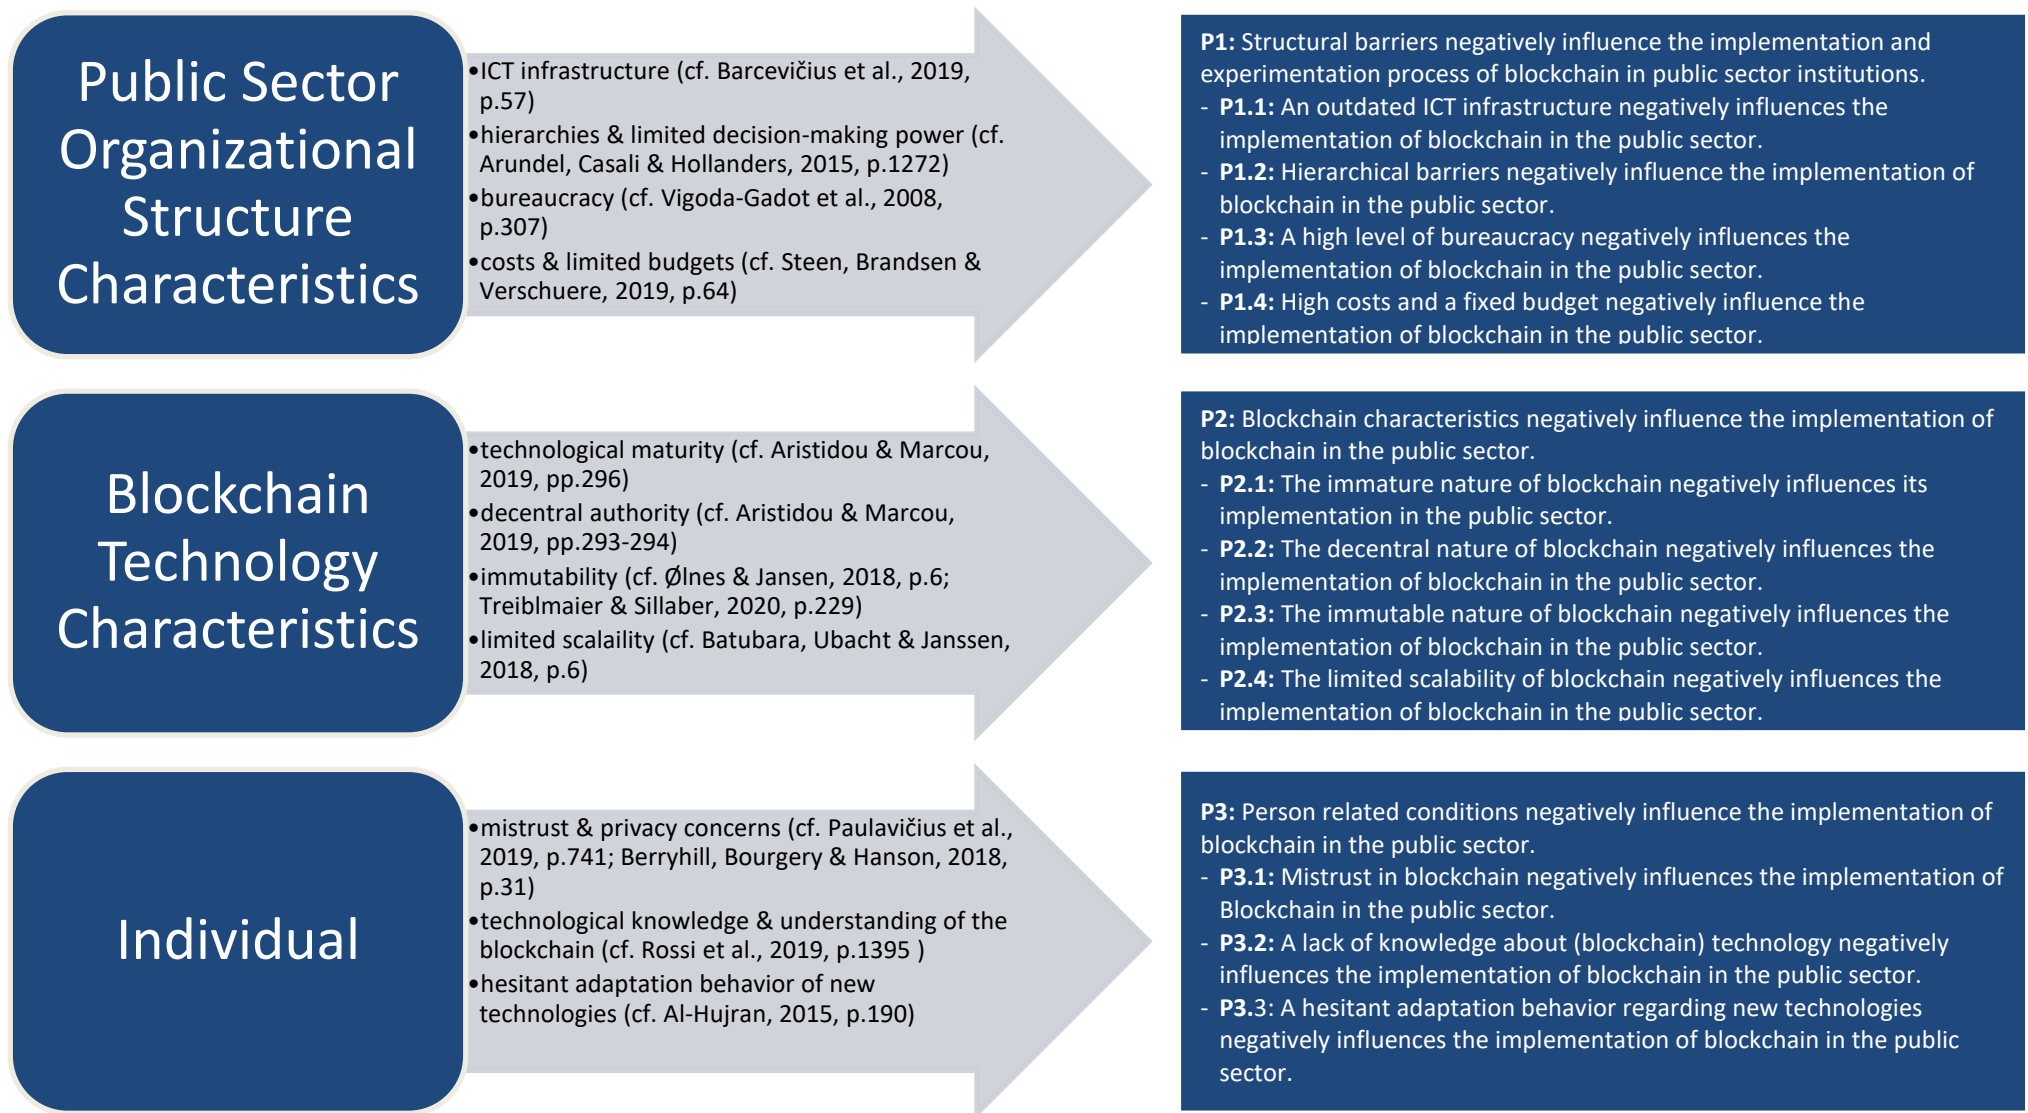 Public Sector
Organizational
Structure
Characteristics
•ICT infrastructure (cf. Barcevičius et al., 2019,
p.57)
•hierarchies & limited decision-making power (cf.
Arundel, Casali & Hollanders, 2015, p.1272)
•bureaucracy (cf. Vigoda-Gadot et al., 2008,
p.307)
•costs & limited budgets (cf. Steen, Brandsen &
Verschuere, 2019, p.64)
P1: Structural barriers negatively influence the implementation and
experimentation process of blockchain in public sector institutions.
- P1.1: An outdated ICT infrastructure negatively influences the
implementation of blockchain in the public sector.
- P1.2: Hierarchical barriers negatively influence the implementation of
blockchain in the public sector.
- P1.3: A high level of bureaucracy negatively influences the
implementation of blockchain in the public sector.
- P1.4: High costs and a fixed budget negatively influence the
implementation of blockchain in the public sector.
Blockchain
Technology
Characteristics
•technological maturity (cf. Aristidou & Marcou,
2019, pp.296)
•decentral authority (cf. Aristidou & Marcou,
2019, pp.293-294)
•immutability (cf. Ølnes & Jansen, 2018, p.6;
Treiblmaier & Sillaber, 2020, p.229)
•limited scalaility (cf. Batubara, Ubacht & Janssen,
2018, p.6)
P2: Blockchain characteristics negatively influence the implementation of
blockchain in the public sector.
- P2.1: The immature nature of blockchain negatively influences its
implementation in the public sector.
- P2.2: The decentral nature of blockchain negatively influences the
implementation of blockchain in the public sector.
- P2.3: The immutable nature of blockchain negatively influences the
implementation of blockchain in the public sector.
- P2.4: The limited scalability of blockchain negatively influences the
implementation of blockchain in the public sector.
Individual
•mistrust & privacy concerns (cf. Paulavičius et al.,
2019, p.741; Berryhill, Bourgery & Hanson, 2018,
p.31)
•technological knowledge & understanding of the
blockchain (cf. Rossi et al., 2019, p.1395 )
•hesitant adaptation behavior of new
technologies (cf. Al-Hujran, 2015, p.190)
P3: Person related conditions negatively influence the implementation of
blockchain in the public sector.
- P3.1: Mistrust in blockchain negatively influences the implementation of
Blockchain in the public sector.
- P3.2: A lack of knowledge about (blockchain) technology negatively
influences the implementation of blockchain in the public sector.
- P3.3: A hesitant adaptation behavior regarding new technologies
negatively influences the implementation of blockchain in the public
sector.